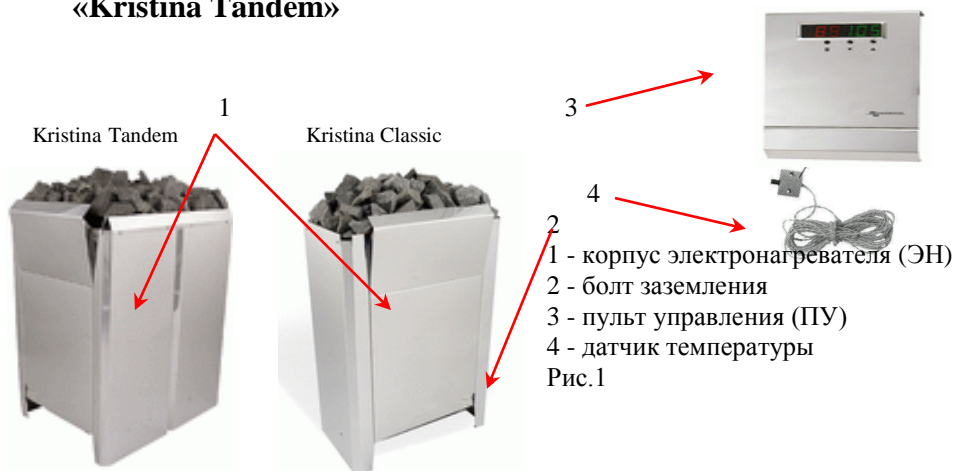 «Kristina Tandem»
1
3
Kristina Tandem
Kristina Classic
4
2
1 - корпус электронагревателя (ЭН)
2 - болт заземления
3 - пульт управления (ПУ)
4 - датчик температуры
Рис.1